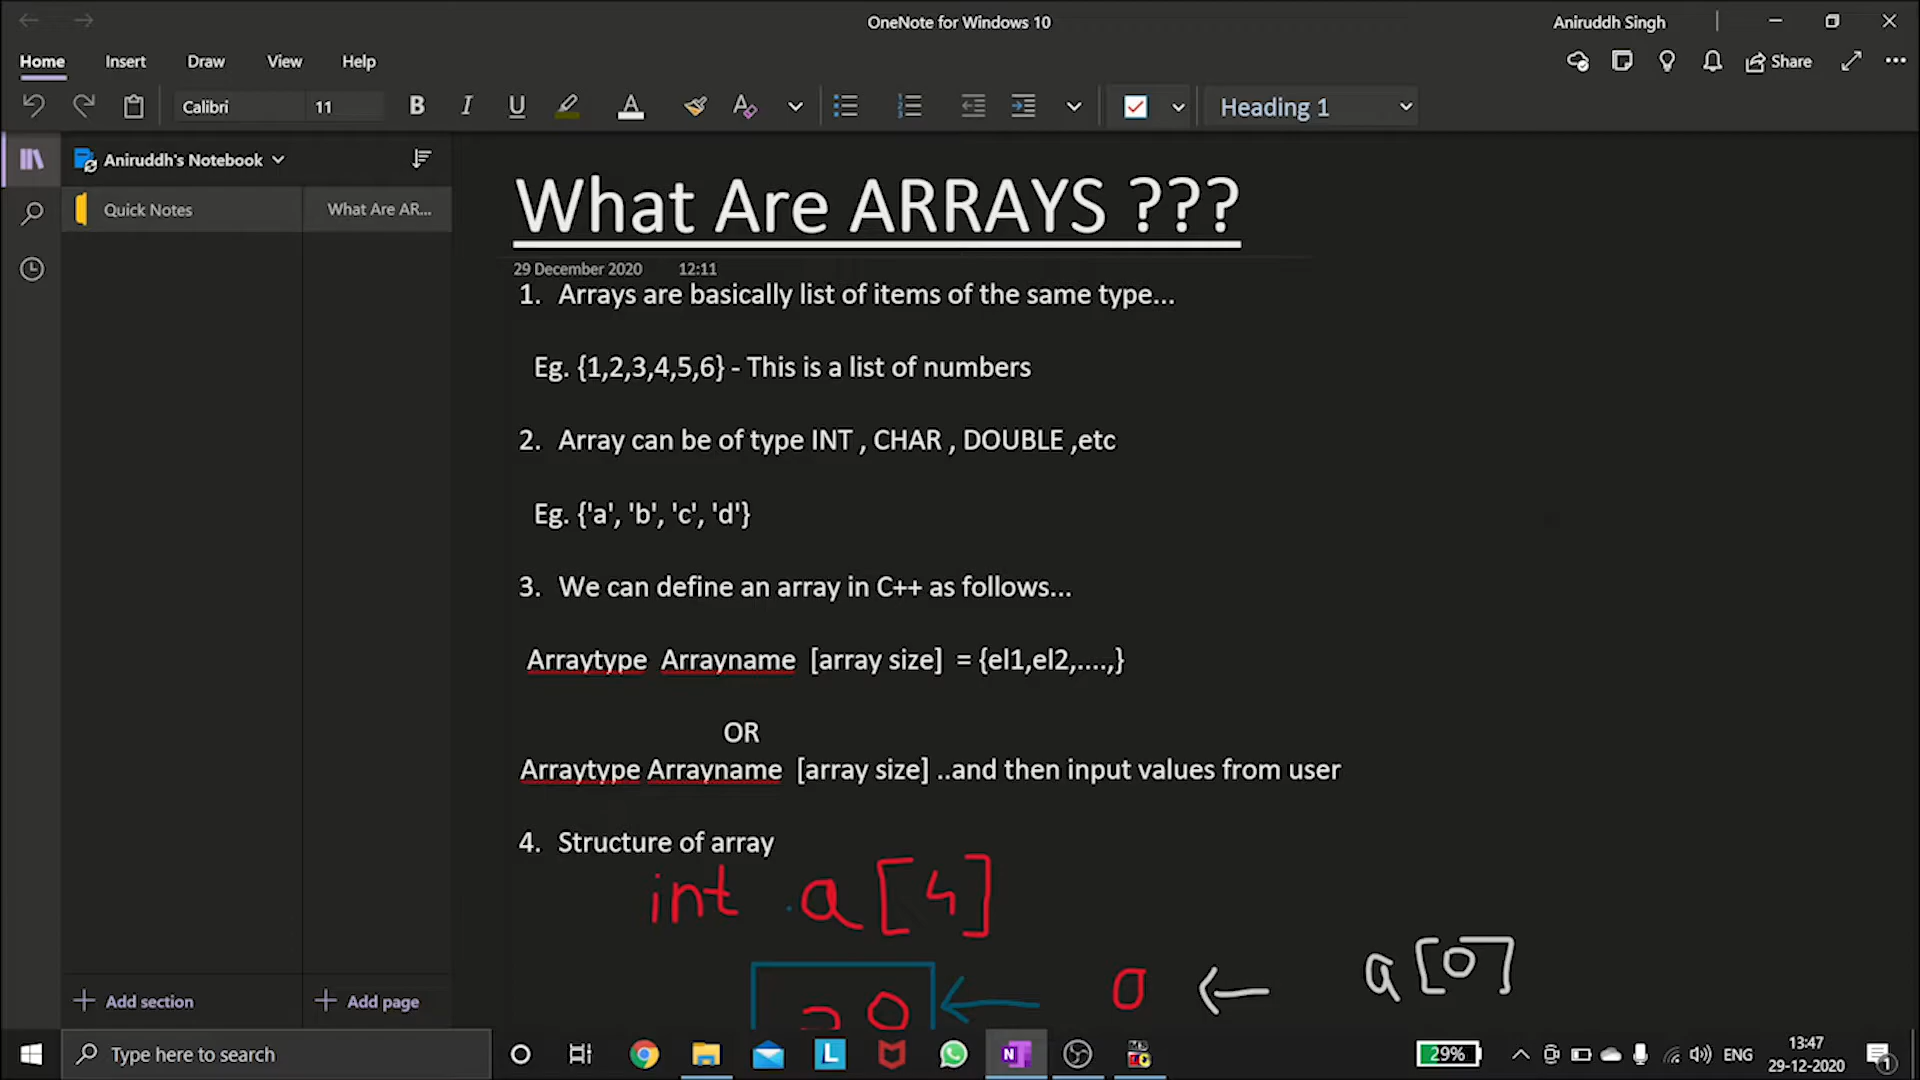 OneNote for Windows 10
Aniruddh Singh
Home Insert Draw View Help
Share
Calibri 11 B I U A A Heading 1
Aniruddh's Notebook
Quick Notes
What Are AR...
What Are ARRAYS ???
29 December 2020 12:11
1. Arrays are basically list of items of the same type...
Eg. {1,2,3,4,5,6} - This is a list of numbers
2. Array can be of type INT , CHAR , DOUBLE ,etc
Eg. {'a', 'b', 'c', 'd'}
3. We can define an array in C++ as follows...
Arraytype Arrayname [array size] = {el1,el2,....,}
OR
Arraytype Arrayname [array size] ..and then input values from user
4. Structure of array
int a[4]
0 a[0]
Add section
Add page
Type here to search
L
N
29%
ENG
13:47
29-12-2020
1